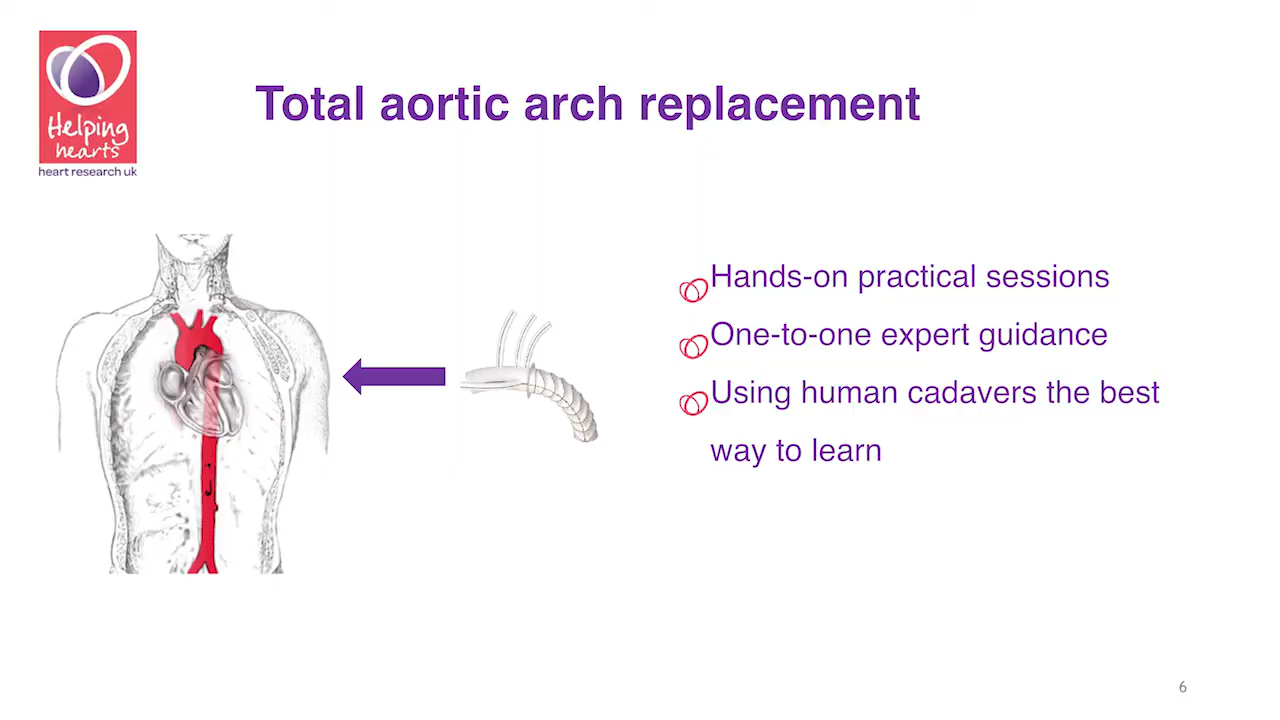 Helping
hearts
heart research uk
Total aortic arch replacement
Hands-on practical sessions
One-to-one expert guidance
Using human cadavers the best
way to learn
6